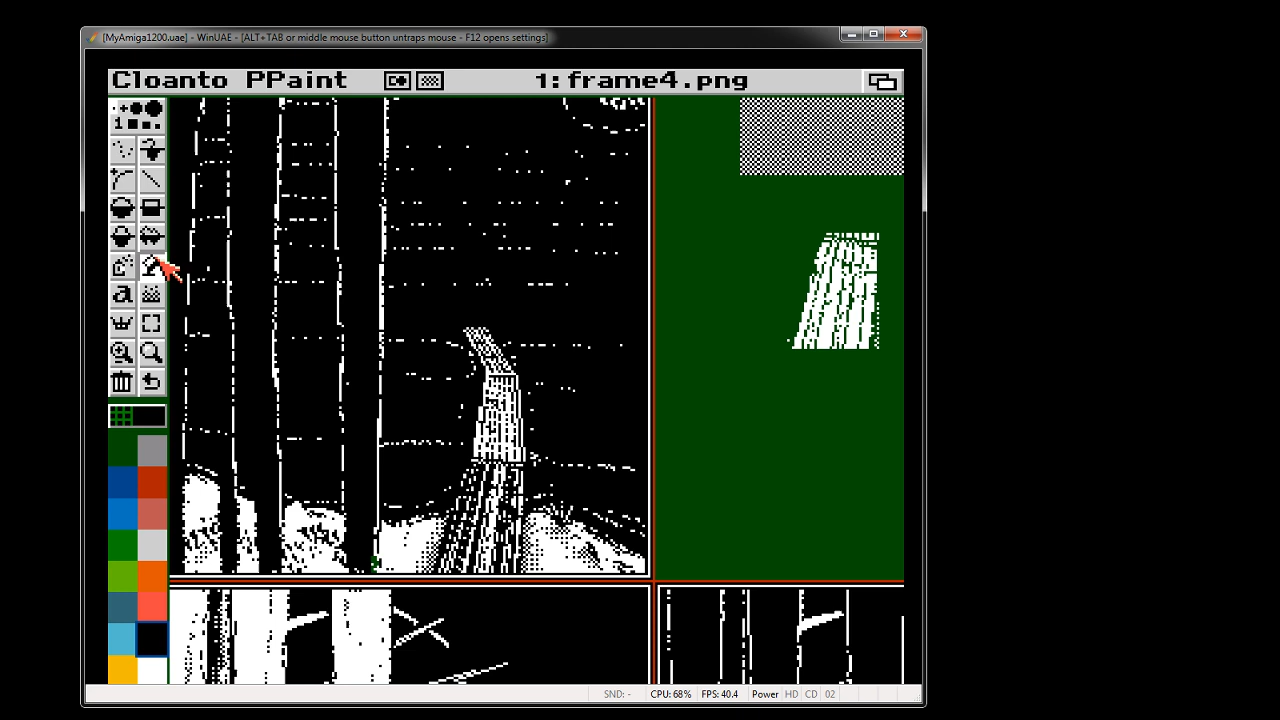 [MyAmiga1200.uae] - WinUAE - [ALT+TAB or middle mouse button untraps mouse - F12 opens settings]
Cloanto PPaint 1:frame4.png
1
a
SND: - CPU: 68% FPS: 40.4 Power HD CD 02